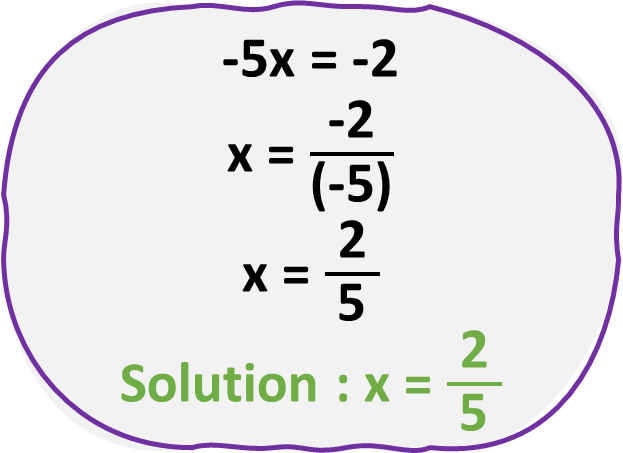 -5x = -2
x = -2/(-5)
x = 2/5
Solution : x = 2/5